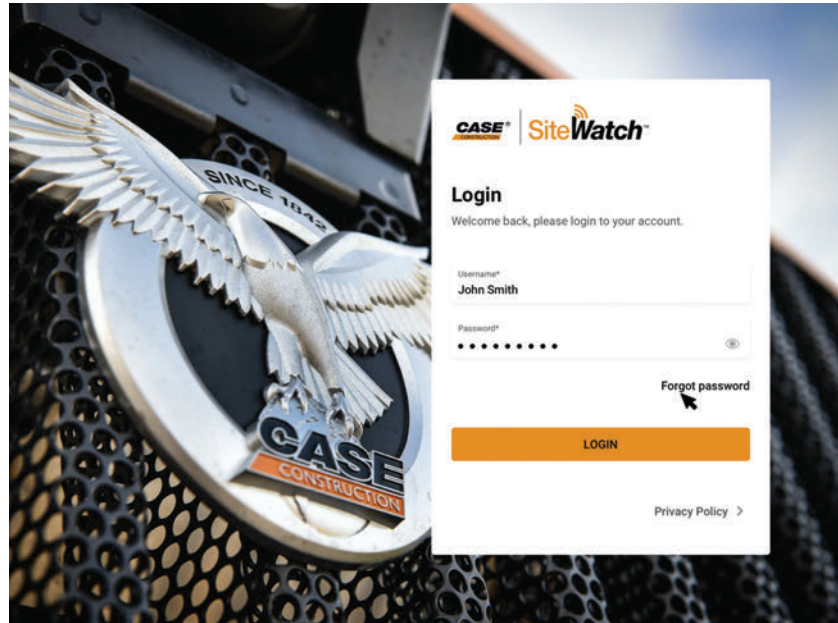 SINCE 1842
CASE
CONSTRUCTION
CASE®
CONSTRUCTION
SiteWatch™
Login
Welcome back, please login to your account.
Username*
John Smith
Password*
•••••••••
Forgot password
LOGIN
Privacy Policy >